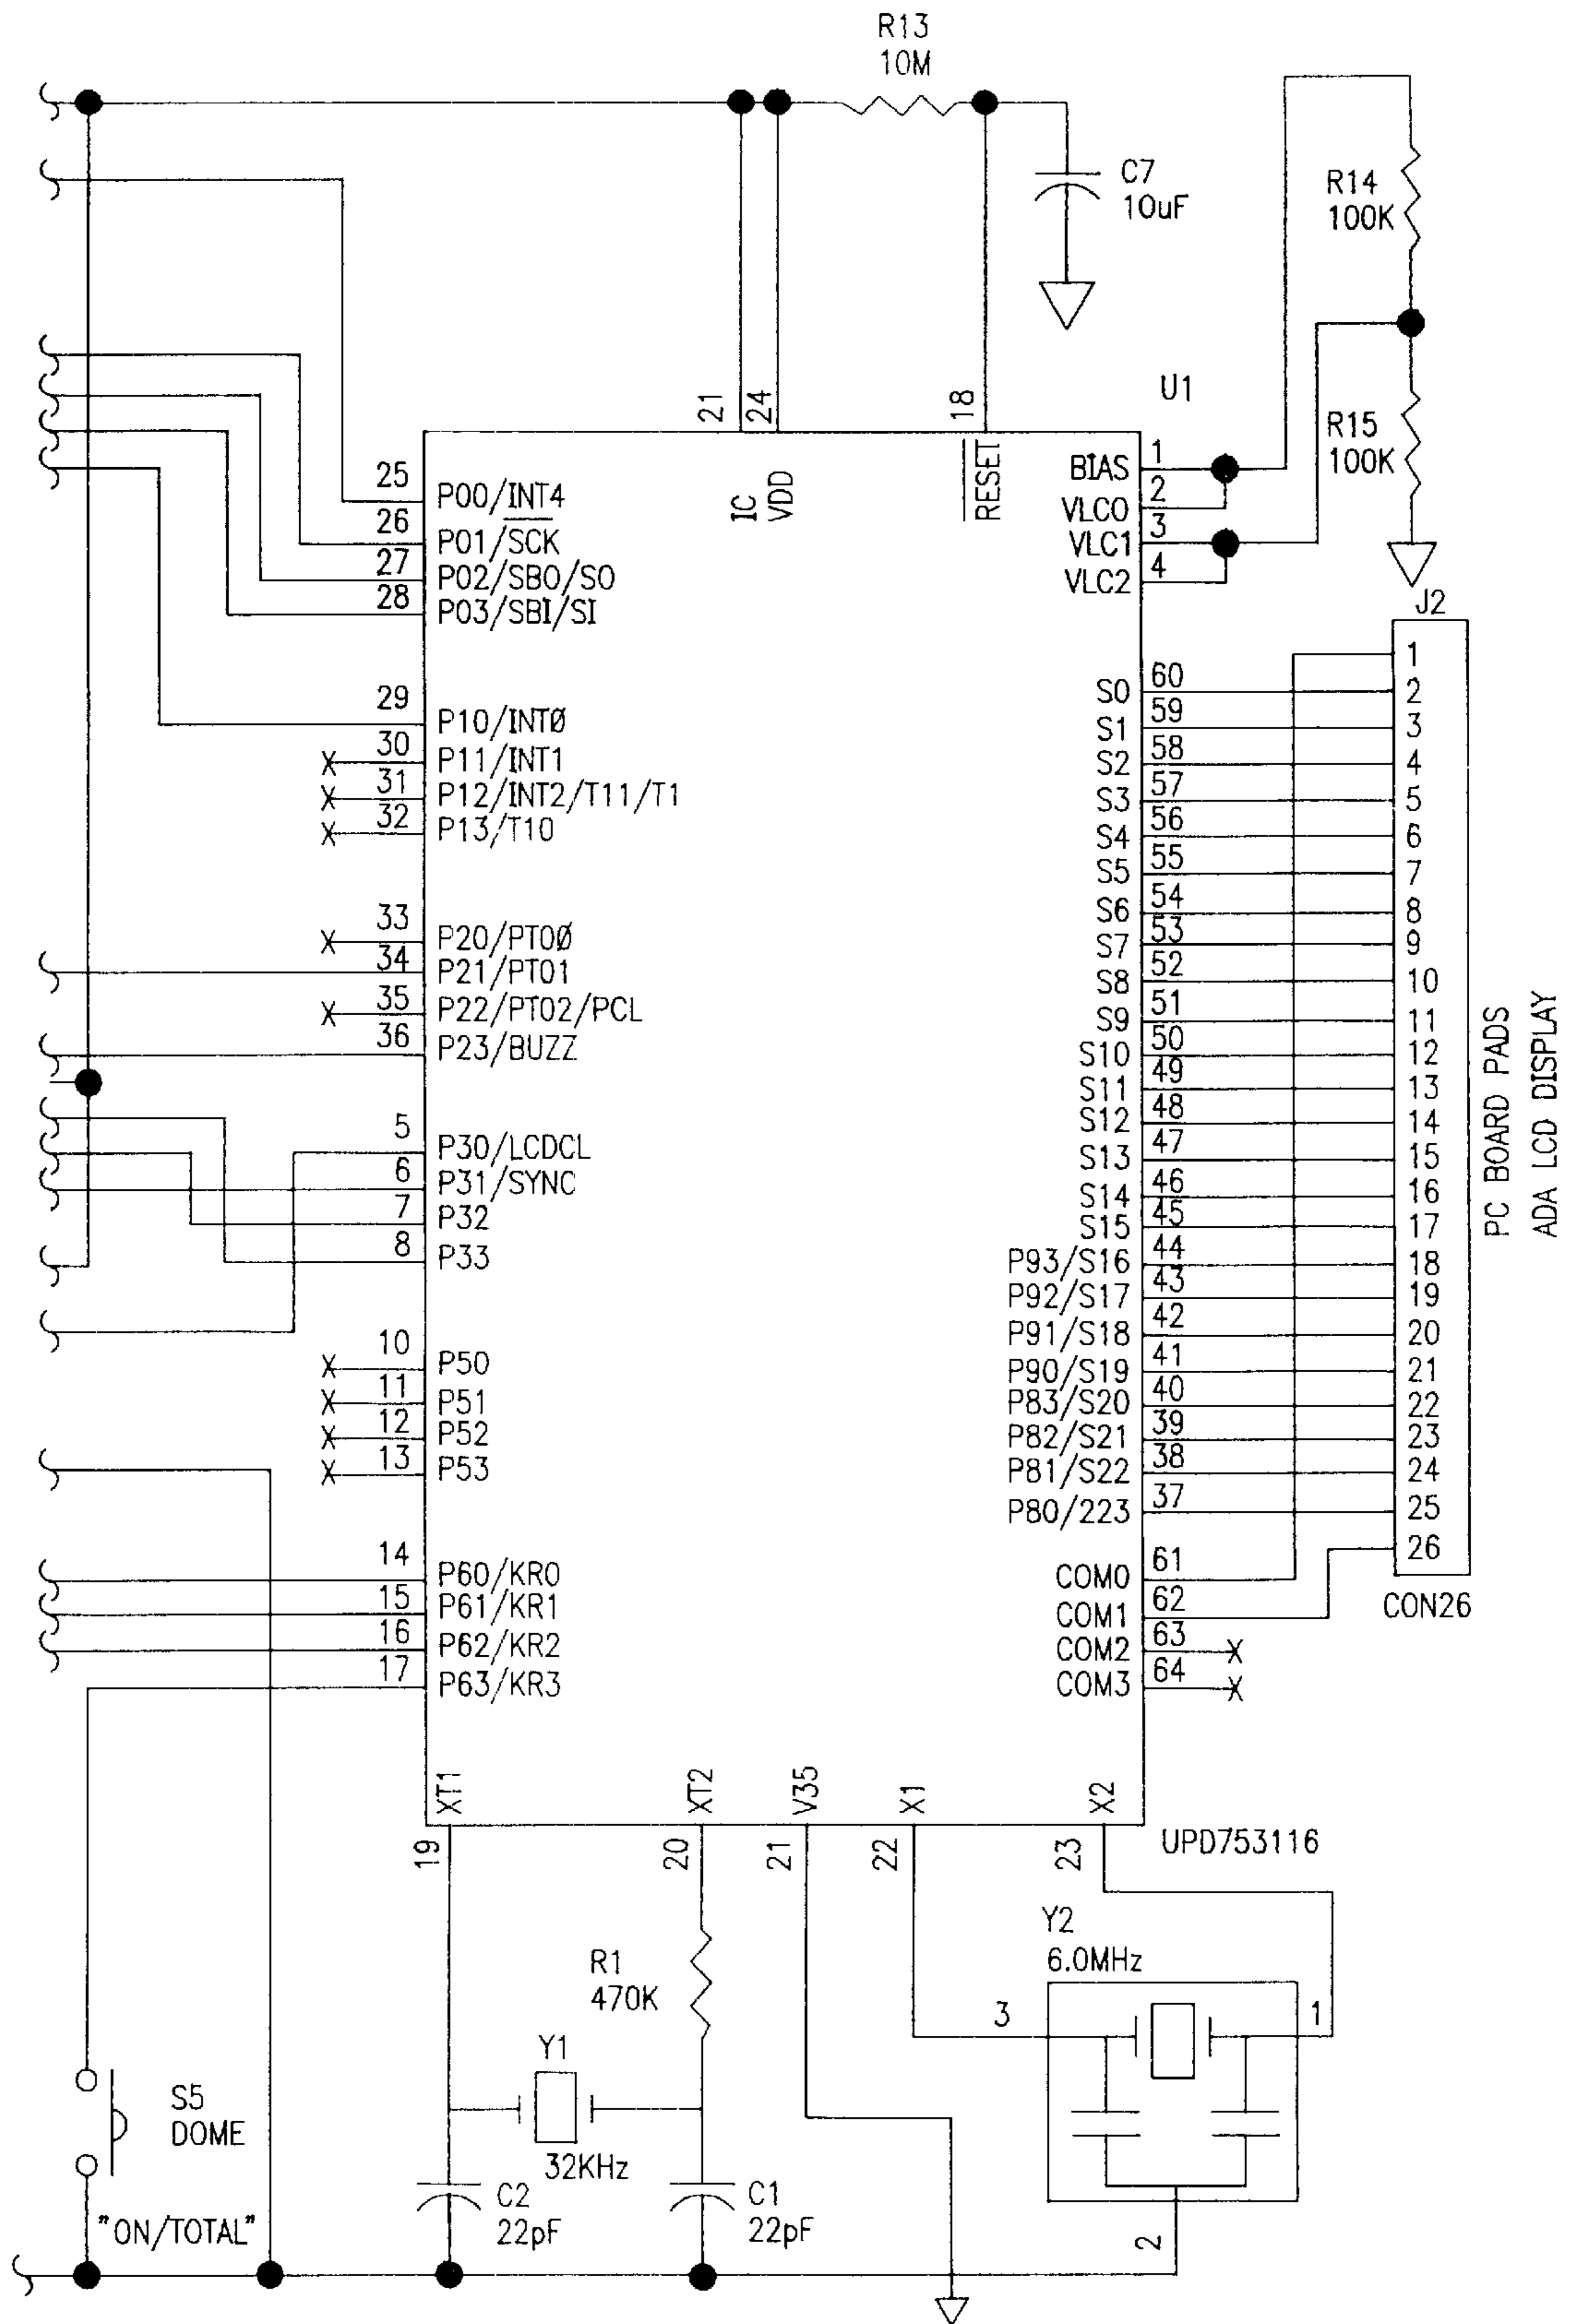 R13
10M
C7
10uF
R14
100K
R15
100K
U1
21
24
18
IC
VDD
RESET
25 P00/INT4
26 P01/SCK
27 P02/SB0/SO
28 P03/SBI/SI
29 P10/INTØ
30 P11/INT1
31 P12/INT2/T11/T1
32 P13/T10
33 P20/PT0Ø
34 P21/PT01
35 P22/PT02/PCL
36 P23/BUZZ
5 P30/LCDCL
6 P31/SYNC
7 P32
8 P33
10 P50
11 P51
12 P52
13 P53
14 P60/KR0
15 P61/KR1
16 P62/KR2
17 P63/KR3
BIAS 1
VLC0 2
VLC1 3
VLC2 4
J2
1
S0 60 2
S1 59 3
S2 58 4
S3 57 5
S4 56 6
S5 55 7
S6 54 8
S7 53 9
S8 52 10
S9 51 11
S10 50 12
S11 49 13
S12 48 14
S13 47 15
S14 46 16
S15 45 17
P93/S16 44 18
P92/S17 43 19
P91/S18 42 20
P90/S19 41 21
P83/S20 40 22
P82/S21 39 23
P81/S22 38 24
P80/223 37 25
26
COM0 61
COM1 62
COM2 63
COM3 64
CON26
PC BOARD PADS
ADA LCD DISPLAY
XT1
XT2
V35
X1
X2
19
20
21
22
23
UPD753116
R1
470K
Y1
32KHz
Y2
6.0MHz
3
1
2
S5
DOME
"ON/TOTAL"
C2
22pF
C1
22pF